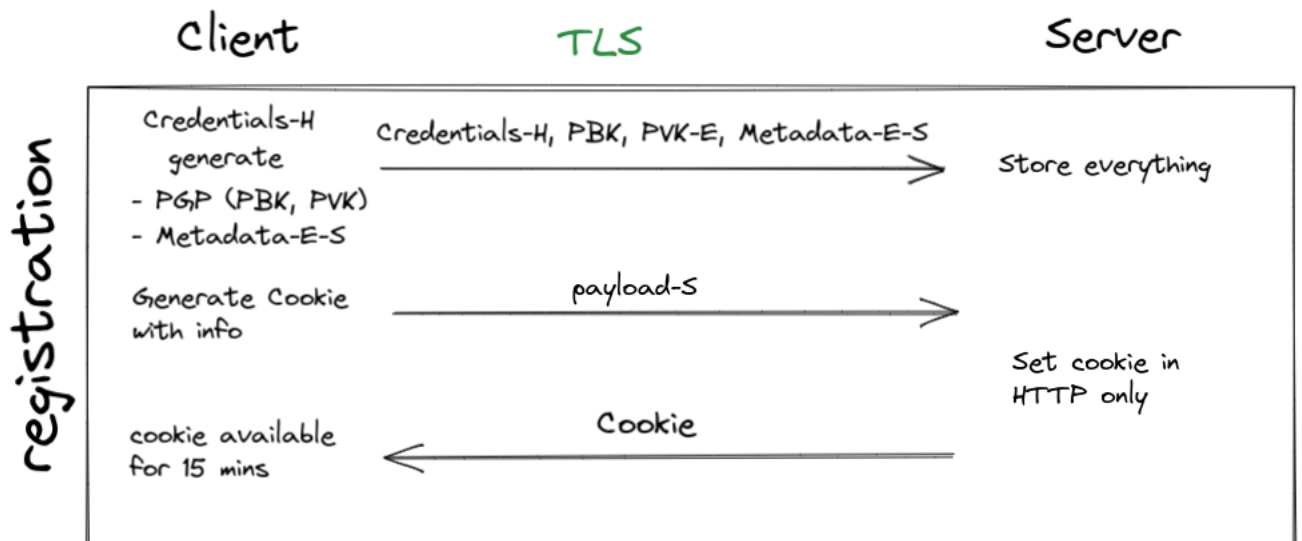 Client
TLS
Server
registration
Credentials-H
generate
- PGP (PBK, PVK)
- Metadata-E-S
Credentials-H, PBK, PVK-E, Metadata-E-S
Store everything
Generate Cookie
with info
payload-S
Set cookie in
HTTP only
Cookie
cookie available
for 15 mins